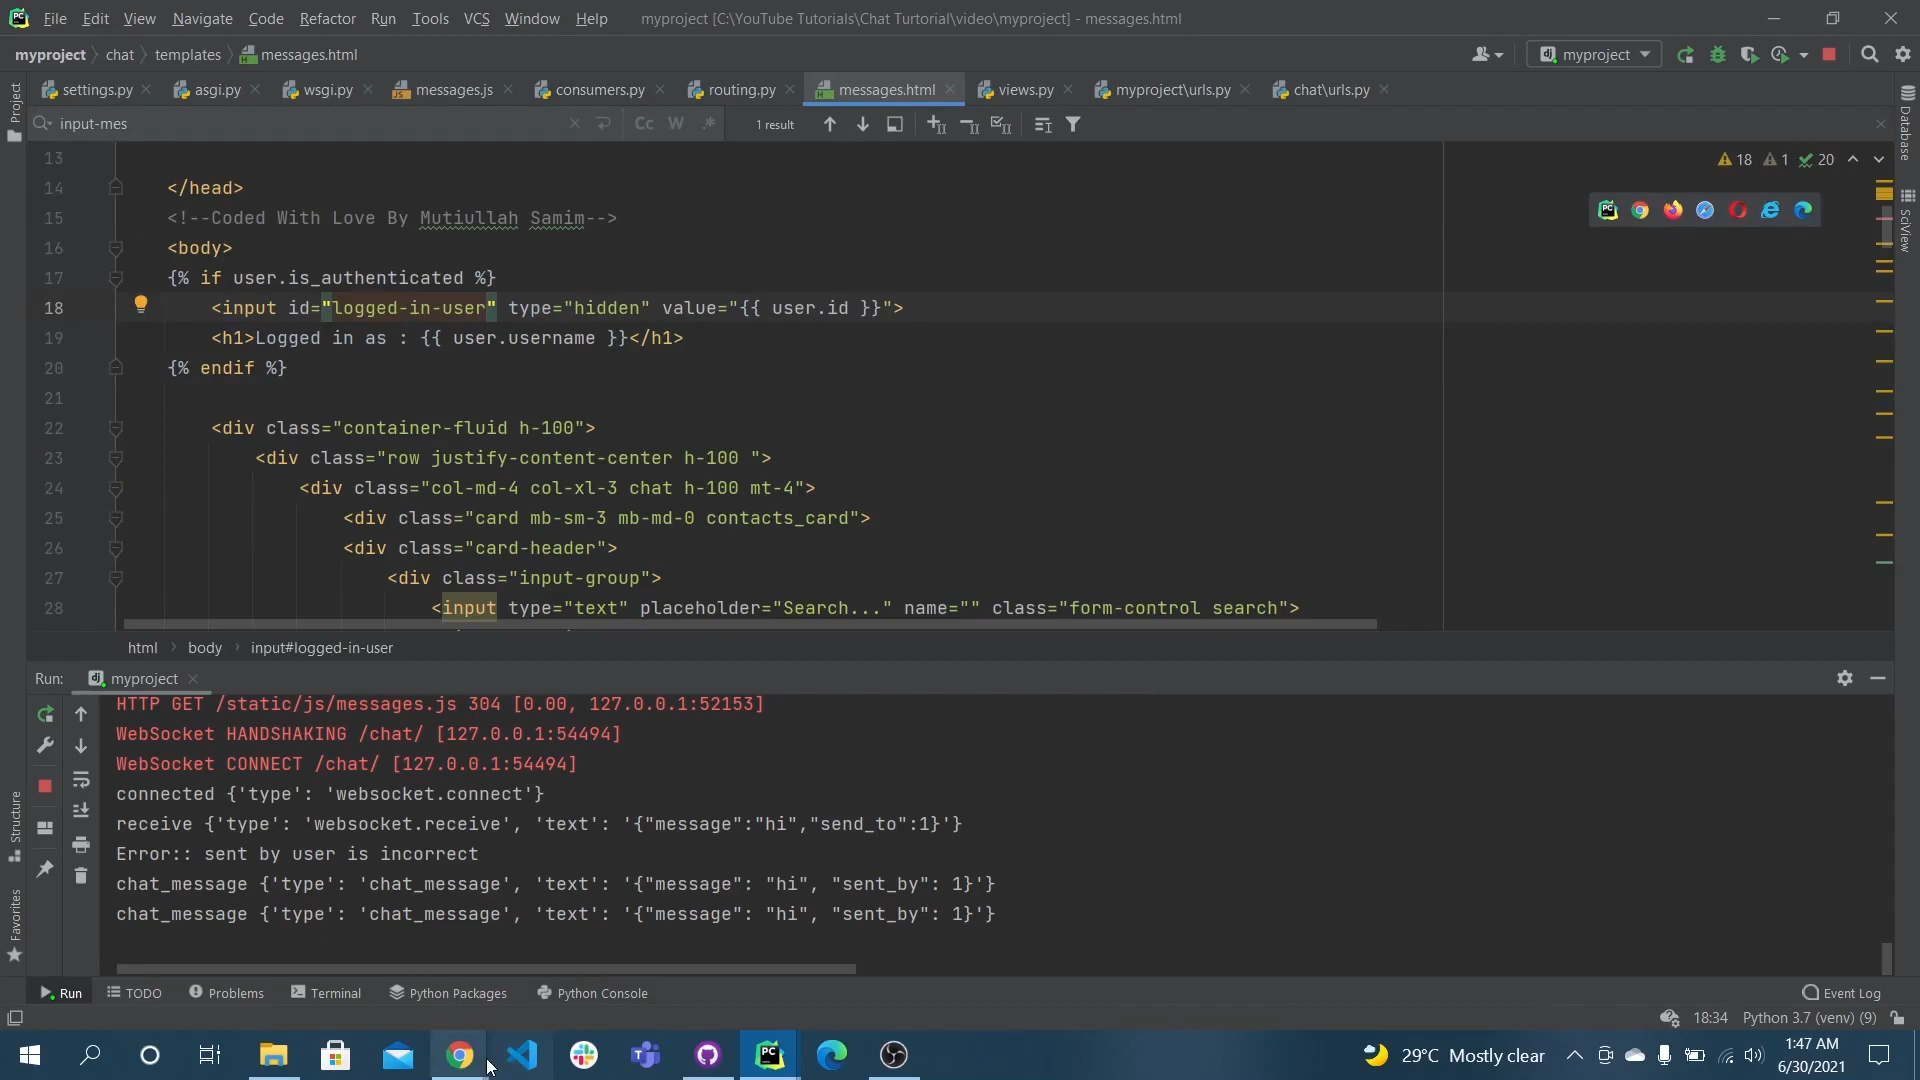 File Edit View Navigate Code Refactor Run Tools VCS Window Help myproject [C:\YouTube Tutorials\Chat Turtorial\video\myproject] - messages.html
myproject chat templates messages.html myproject
settings.py asgi.py wsgi.py messages.js consumers.py routing.py messages.html views.py myproject\urls.py chat\urls.py
Project
Database
SciView
Structure
Favorites
input-mes Cc W .* 1 result
18 1 20
13
14 </head>
15 <!--Coded With Love By Mutiullah Samim-->
16 <body>
17 {% if user.is_authenticated %}
18 <input id="logged-in-user" type="hidden" value="{{ user.id }}">
19 <h1>Logged in as : {{ user.username }}</h1>
20 {% endif %}
21
22 <div class="container-fluid h-100">
23 <div class="row justify-content-center h-100 ">
24 <div class="col-md-4 col-xl-3 chat h-100 mt-4">
25 <div class="card mb-sm-3 mb-md-0 contacts_card">
26 <div class="card-header">
27 <div class="input-group">
28 <input type="text" placeholder="Search..." name="" class="form-control search">
html body input#logged-in-user
Run: myproject
HTTP GET /static/js/messages.js 304 [0.00, 127.0.0.1:52153]
WebSocket HANDSHAKING /chat/ [127.0.0.1:54494]
WebSocket CONNECT /chat/ [127.0.0.1:54494]
connected {'type': 'websocket.connect'}
receive {'type': 'websocket.receive', 'text': '{"message":"hi","send_to":1}'}
Error:: sent by user is incorrect
chat_message {'type': 'chat_message', 'text': '{"message": "hi", "sent_by": 1}'}
chat_message {'type': 'chat_message', 'text': '{"message": "hi", "sent_by": 1}'}
Run TODO Problems Terminal Python Packages Python Console Event Log
18:34 Python 3.7 (venv) (9)
29°C Mostly clear 1:47 AM
6/30/2021